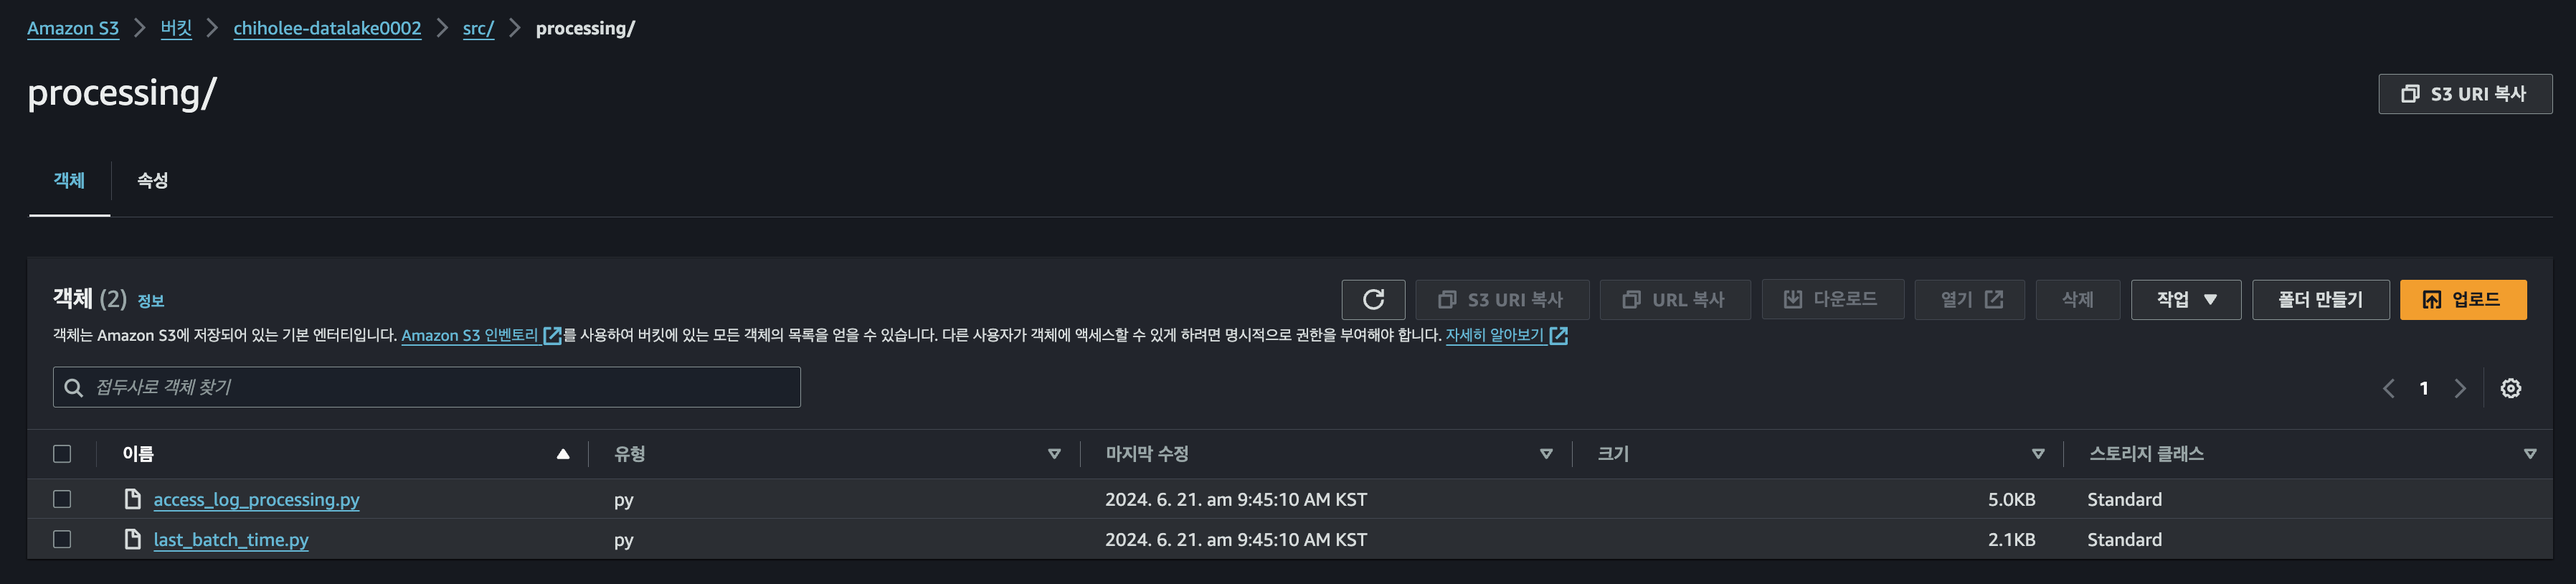 Amazon S3 > 버킷 > chiholee-datalake0002 > src/ > processing/
processing/
S3 URI 복사
객체 속성
객체 (2) 정보
S3 URI 복사 URL 복사 다운로드 열기 삭제 작업 ▼ 폴더 만들기 업로드
객체는 Amazon S3에 저장되어 있는 기본 엔터티입니다. Amazon S3 인벤토리를 사용하여 버킷에 있는 모든 객체의 목록을 얻을 수 있습니다. 다른 사용자가 객체에 액세스할 수 있게 하려면 명시적으로 권한을 부여해야 합니다. 자세히 알아보기
접두사로 객체 찾기
1
이름 유형 마지막 수정 크기 스토리지 클래스
access_log_processing.py py 2024. 6. 21. am 9:45:10 AM KST 5.0KB Standard
last_batch_time.py py 2024. 6. 21. am 9:45:10 AM KST 2.1KB Standard